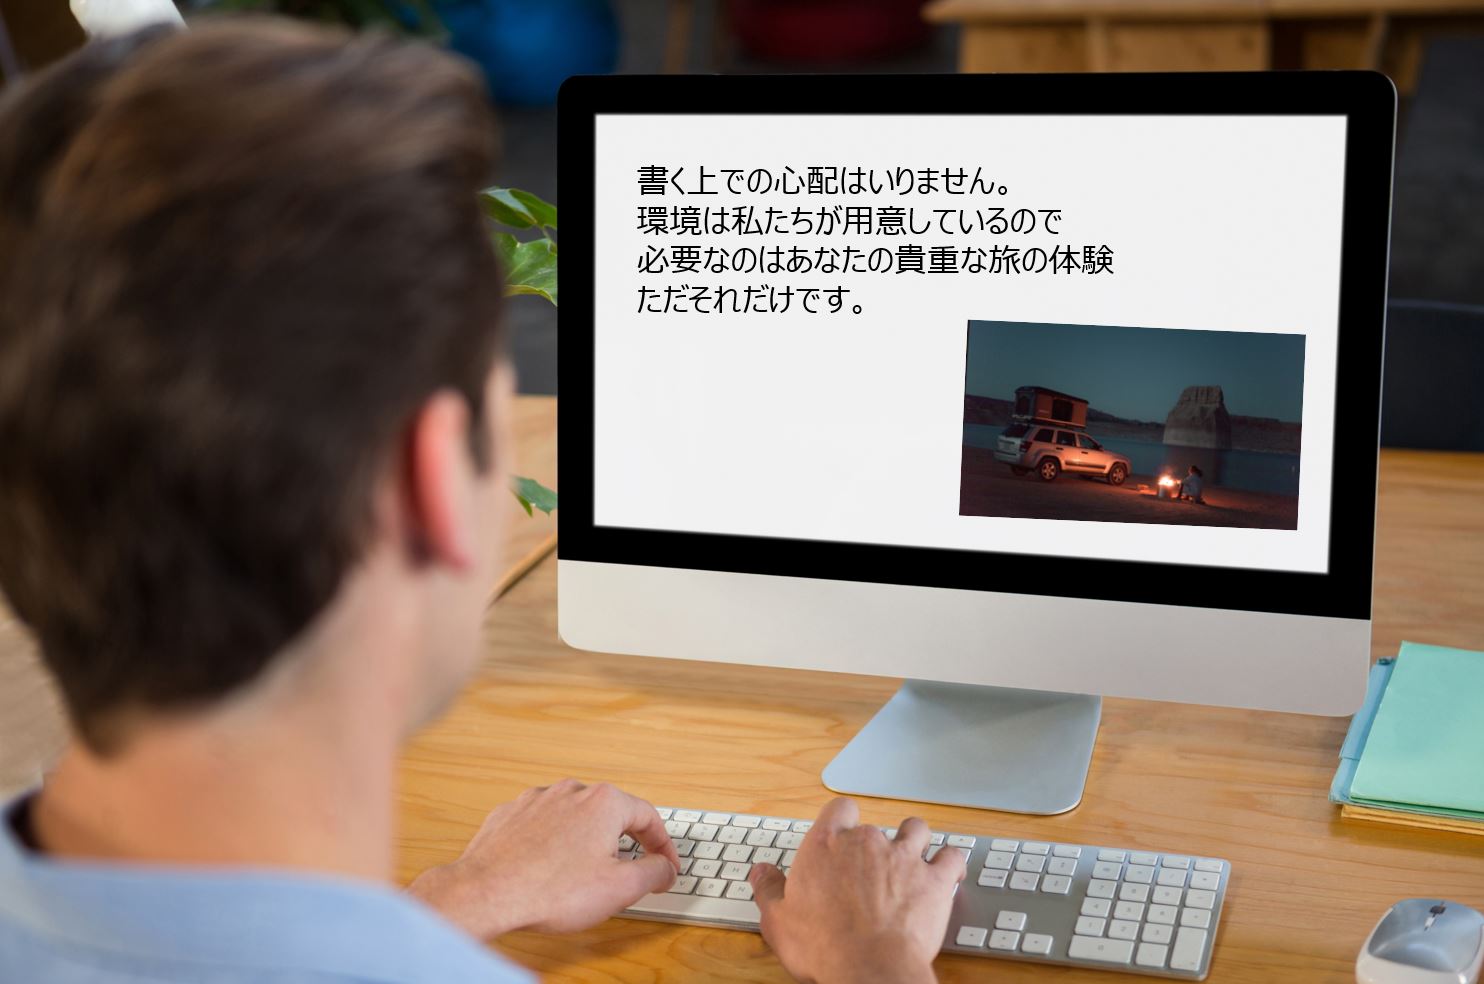 書く上での心配はいりません。
環境は私たちが用意しているので
必要なのはあなたの貴重な旅の体験
ただそれだけです。